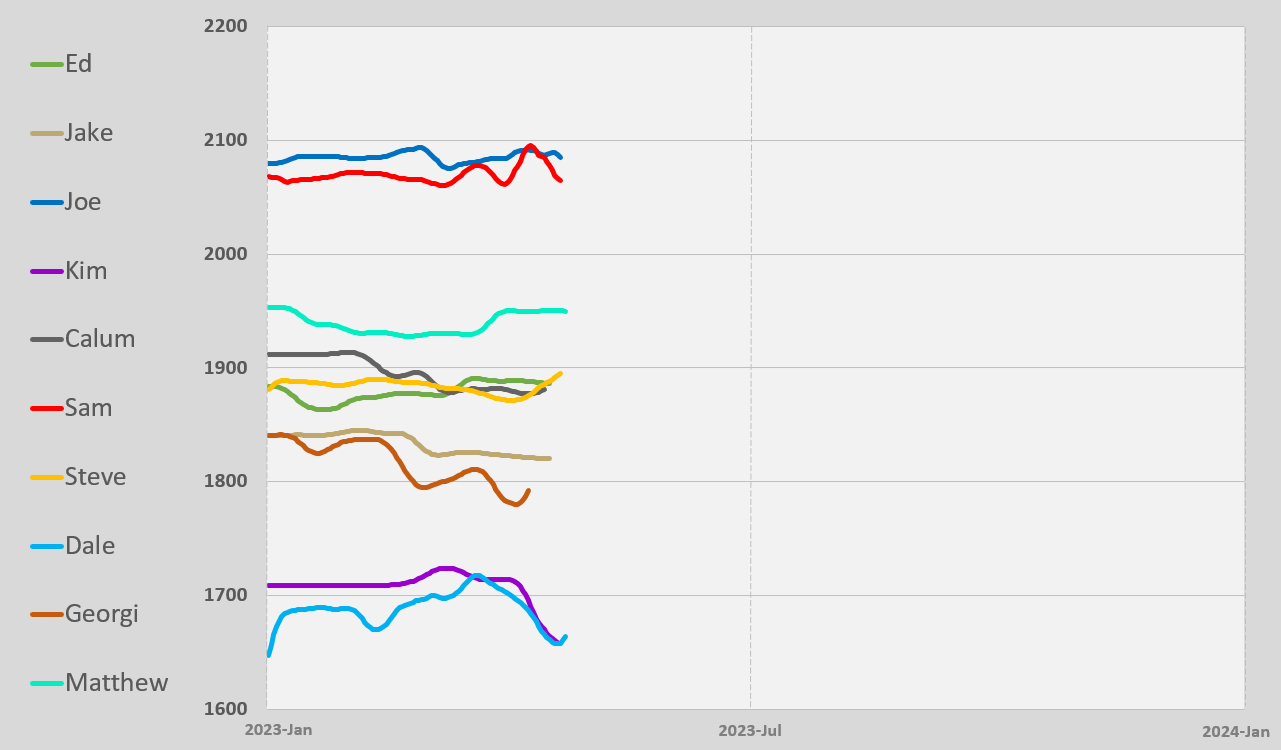 Ed
Jake
Joe
Kim
Calum
Sam
Steve
Dale
Georgi
Matthew
2200
2100
2000
1900
1800
1700
1600
2023-Jan
2023-Jul
2024-Jan